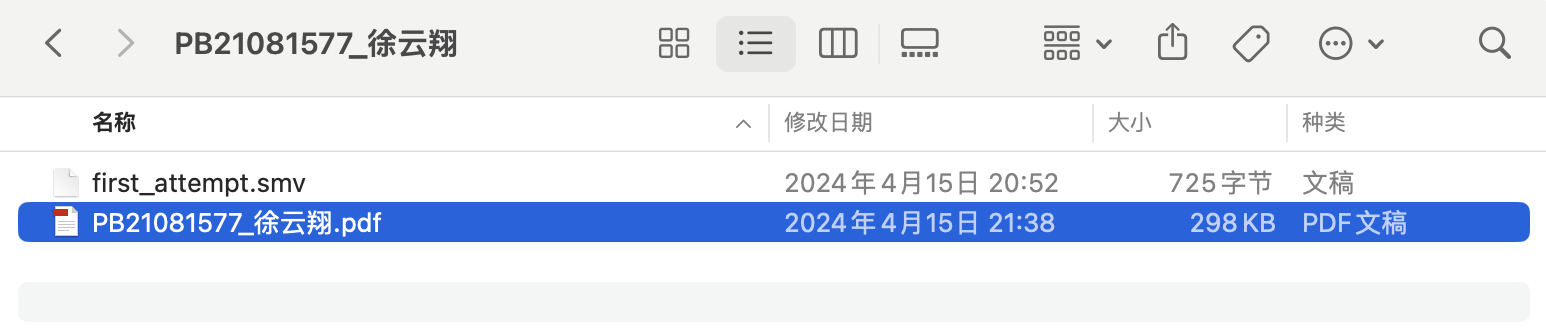 PB21081577_徐云翔
名称 修改日期 大小 种类
first_attempt.smv 2024年4月15日 20:52 725字节 文稿
PB21081577_徐云翔.pdf 2024年4月15日 21:38 298 KB PDF文稿